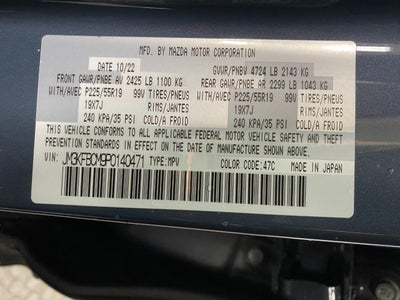 MFD. BY MAZDA MOTOR CORPORATION
DATE 10/22 GVWR/PNBV 4724 LB 2143 KG
FRONT GAWR/PNBE AV 2425 LB 1100 KG REAR GAWR/PNBE AR 2299 LB 1043 KG
WITH/AVEC P225/55R19 99V TIRES/PNEUS WITH/AVEC P225/55R19 99V TIRES/PNEUS
19X7J RIMS/JANTES 19X7J RIMS/JANTES
240 KPA/35 PSI COLD/A FROID 240 KPA/35 PSI COLD/A FROID
THIS VEHICLE CONFORMS TO ALL APPLICABLE FEDERAL MOTOR VEHICLE SAFETY AND THEFT
PREVENTION STANDARDS IN EFFECT ON THE DATE OF MANUFACTURE SHOWN ABOVE.
VIN: JM3KFBCM9P0140471 TYPE:MPV COLOR CODE:47C MADE IN JAPAN